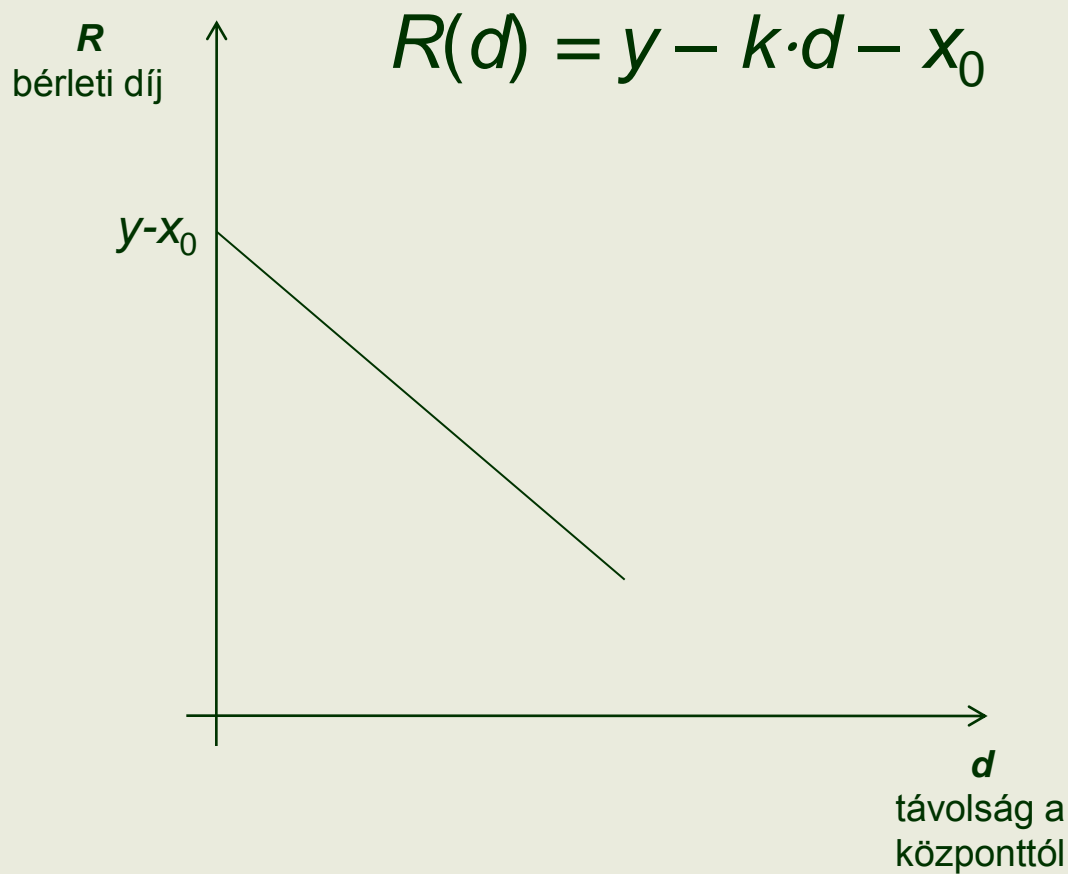 R(d) = y – k·d – x₀
R
bérleti díj
y-x₀
d
távolság a
központtól